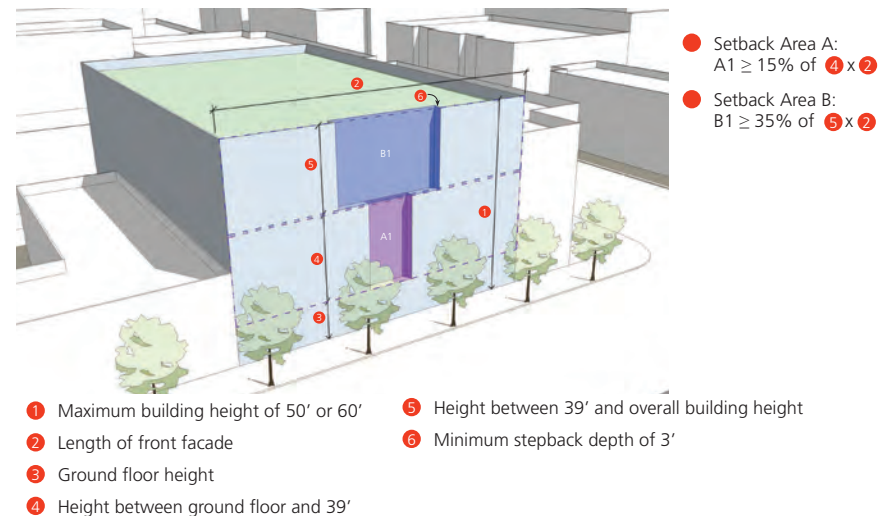 2
6
5
B1
1
4
A1
3
Setback Area A:
A1 ≥ 15% of 4 x 2
Setback Area B:
B1 ≥ 35% of 5 x 2
1 Maximum building height of 50’ or 60’
2 Length of front facade
3 Ground floor height
4 Height between ground floor and 39’
5 Height between 39’ and overall building height
6 Minimum stepback depth of 3’